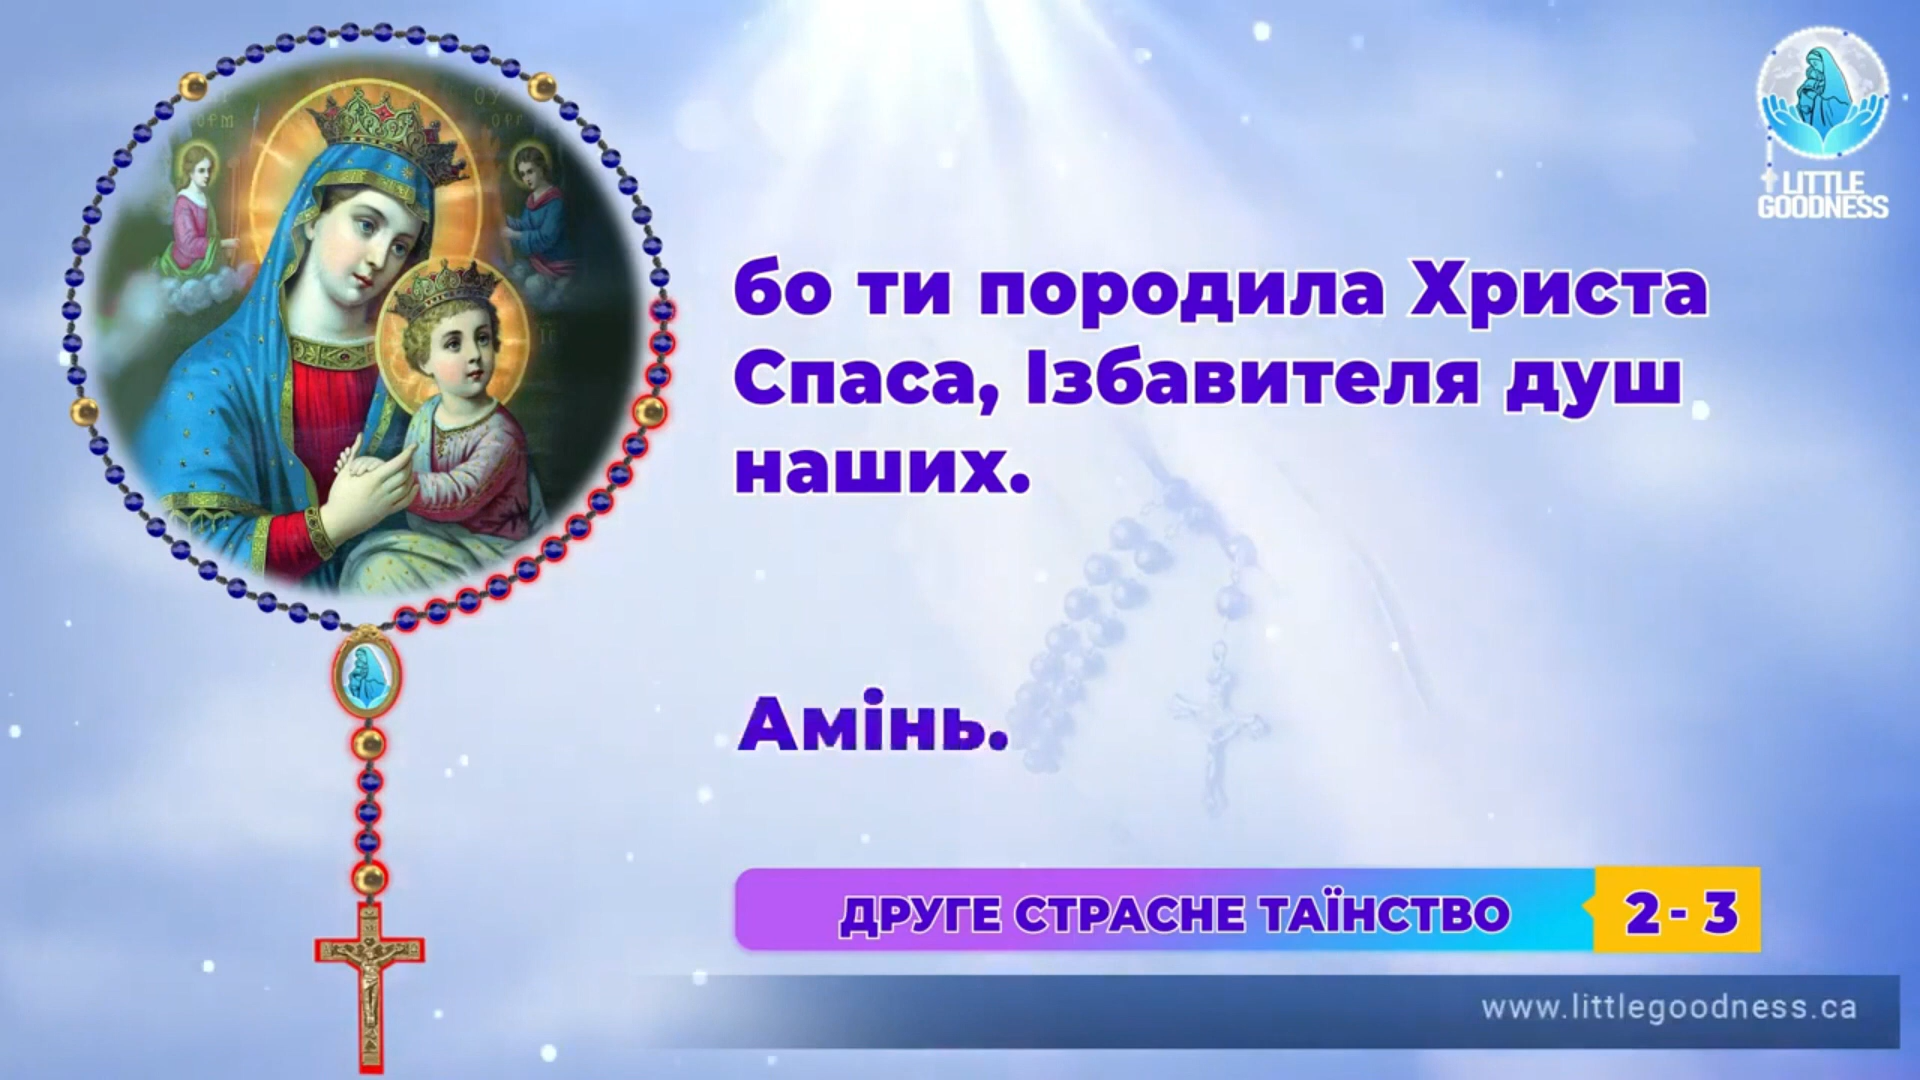 LITTLE
GOODNESS
бо ти породила Христа
Спаса, Ізбавителя душ
наших.
Амінь.
ДРУГЕ СТРАСНЕ ТАЇНСТВО
2 - 3
www.littlegoodness.ca